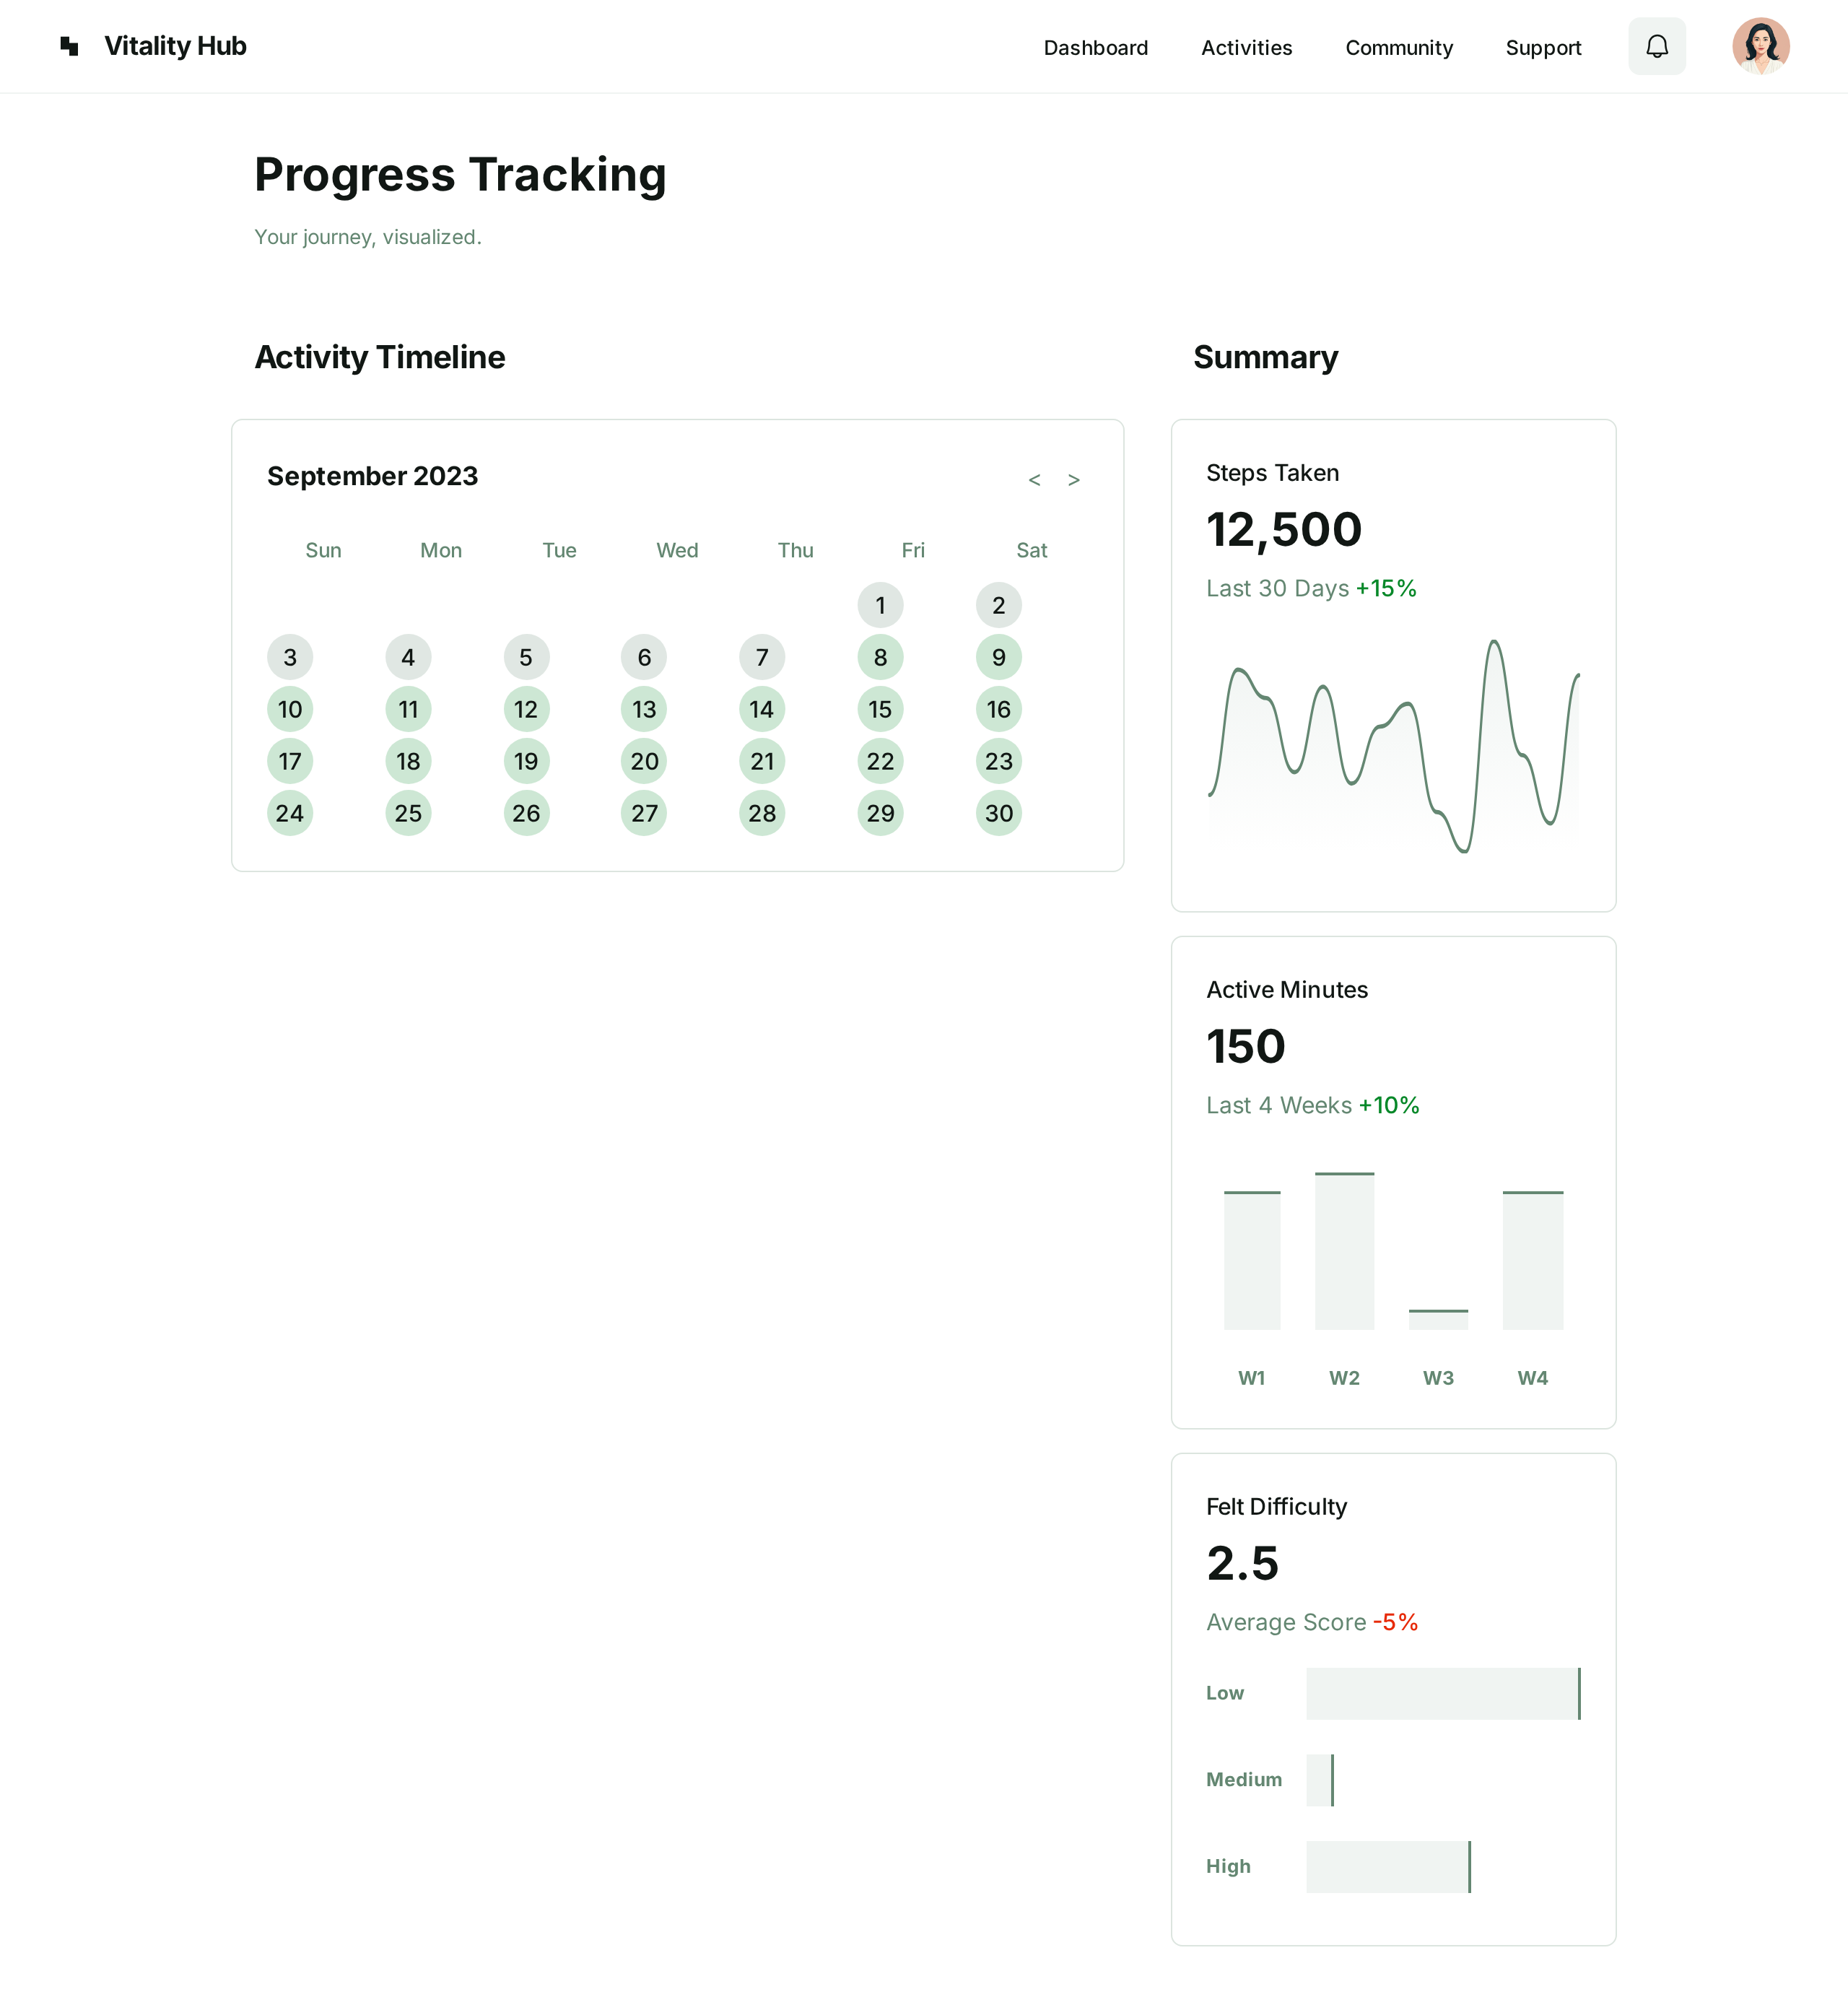 Vitality Hub
Dashboard Activities Community Support
Progress Tracking
Your journey, visualized.
Activity Timeline
September 2023 < >
Sun Mon Tue Wed Thu Fri Sat
1 2
3 4 5 6 7 8 9
10 11 12 13 14 15 16
17 18 19 20 21 22 23
24 25 26 27 28 29 30
Summary
Steps Taken
12,500
Last 30 Days +15%
Active Minutes
150
Last 4 Weeks +10%
W1 W2 W3 W4
Felt Difficulty
2.5
Average Score -5%
Low
Medium
High